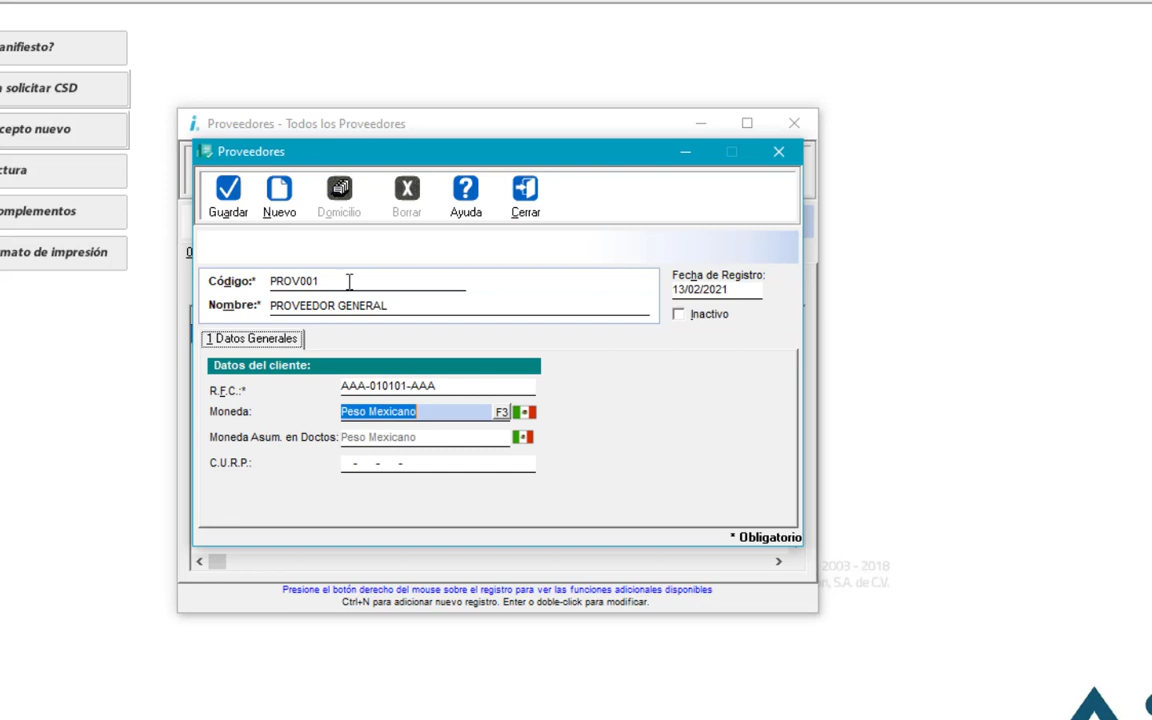 anifiesto?
a solicitar CSD
cepto nuevo
ctura
omplementos
rmato de impresión
Proveedores - Todos los Proveedores
Proveedores
Guardar Nuevo Domicilio Borrar Ayuda Cerrar
Código:* PROV001
Nombre:* PROVEEDOR GENERAL
Fecha de Registro:
13/02/2021
Inactivo
1 Datos Generales
Datos del cliente:
R.F.C.:* AAA-010101-AAA
Moneda: Peso Mexicano F3
Moneda Asum. en Doctos: Peso Mexicano
C.U.R.P.: - - -
* Obligatorio
2003 - 2018
n, S.A. de C.V.
Presione el botón derecho del mouse sobre el registro para ver las funciones adicionales disponibles
Ctrl+N para adicionar nuevo registro. Enter o doble-click para modificar.